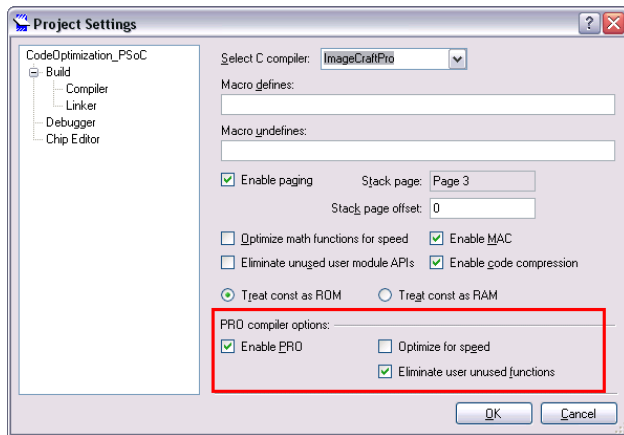 Project Settings
CodeOptimization_PSoC
Build
Compiler
Linker
Debugger
Chip Editor
Select C compiler: ImageCraftPro
Macro defines:
Macro undefines:
Enable paging Stack page: Page 3
Stack page offset: 0
Optimize math functions for speed Enable MAC
Eliminate unused user module APIs Enable code compression
Treat const as ROM Treat const as RAM
PRO compiler options:
Enable PRO Optimize for speed
Eliminate user unused functions
OK Cancel